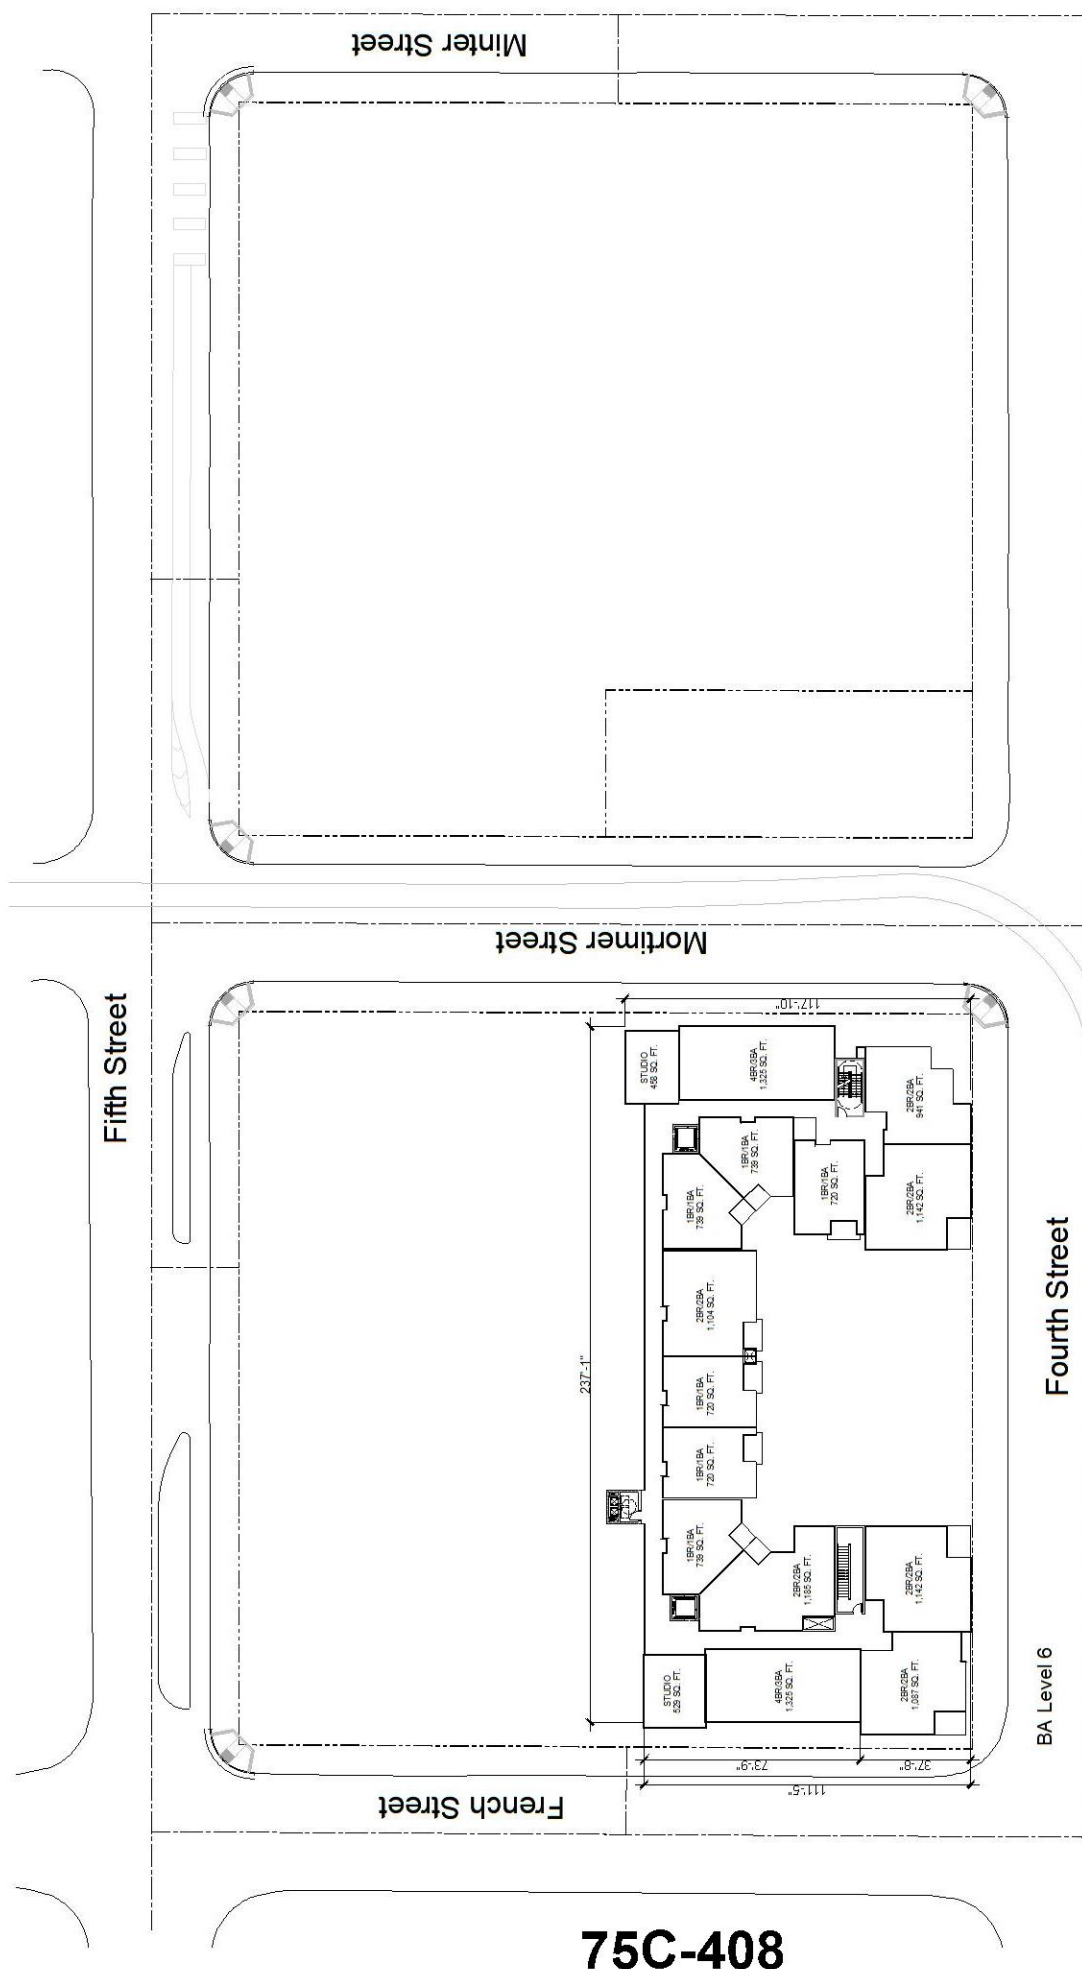 Minter Street
Mortimer Street
Fifth Street
117'-10"
STUDIO
458 SQ. FT.
4BR/3BA
1,325 SQ. FT.
2BR/2BA
941 SQ. FT.
1BR/1BA
739 SQ. FT.
1BR/1BA
739 SQ. FT.
1BR/1BA
720 SQ. FT.
2BR/2BA
1,142 SQ. FT.
2BR/2BA
1,104 SQ. FT.
237'-1"
1BR/1BA
720 SQ. FT.
1BR/1BA
720 SQ. FT.
Fourth Street
1BR/1BA
739 SQ. FT.
2BR/2BA
1,185 SQ. FT.
2BR/2BA
1,142 SQ. FT.
STUDIO
529 SQ. FT.
4BR/3BA
1,325 SQ. FT.
2BR/2BA
1,087 SQ. FT.
73'-9"
37'-8"
111'-5"
BA Level 6
French Street
75C-408